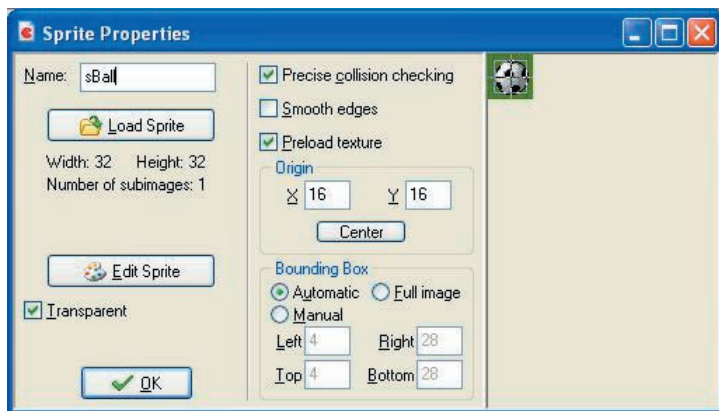 Sprite Properties
Name: sBall
Load Sprite
Width: 32 Height: 32
Number of subimages: 1
Edit Sprite
Transparent
OK
Precise collision checking
Smooth edges
Preload texture
Origin
X 16 Y 16
Center
Bounding Box
Automatic Full image
Manual
Left 4 Right 28
Top 4 Bottom 28